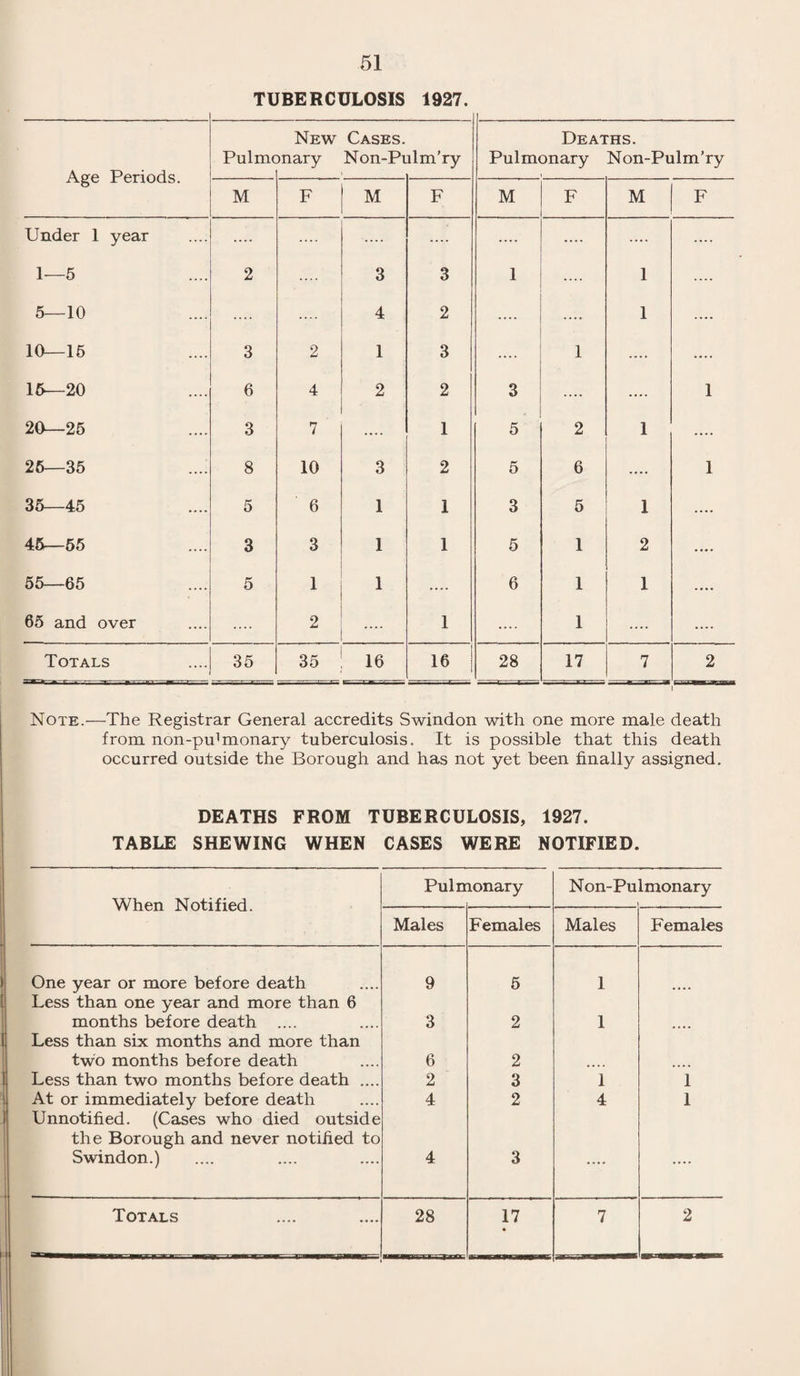 51
TUBERCULOSIS 1927.
Age Periods. New Cases. Deaths.
Pulmonary Non-Pulm'ry Pulmonary Non-Pulm'ry
M F M F M F M F
Under 1 year .... .... .... .... .... .... .... .... ....
1—5 .... 2 .... 3 3 1 .... 1 ....
5—10 .... .... .... 4 2 .... .... 1 ....
10—15 .... 3 2 1 3 .... 1 .... ....
15—20 .... 6 4 2 2 3 .... .... 1
20—25 .... 3 7 .... 1 5 2 1 ....
25—35 .... 8 10 3 2 5 6 .... 1
35—45 .... 5 6 1 1 3 5 1 ....
45—55 .... 3 3 1 1 5 1 2 ....
55—65 .... 5 1 1 .... 6 1 1 ....
65 and over .... .... 2 .... 1 .... 1 .... ....
Totals .... 35 35 16 16 28 17 7 2
Note.—The Registrar General accredits Swindon with one more male death
from non-pulmonary tuberculosis. It is possible that this death
occurred outside the Borough and has not yet been finally assigned.
DEATHS FROM TUBERCULOSIS, 1927.
TABLE SHEWING WHEN CASES WERE NOTIFIED.
When Notified. Pulmonary Non-Pulmonary
Males Females Males Females
One year or more before death .... 9 5 1 ....
Less than one year and more than 6
months before death .... .... 3 2 1 ....
Less than six months and more than
two months before death .... 6 2 .... ....
Less than two months before death .... 2 3 1 1
At or immediately before death .... 4 2 4 1
Unnotified. (Cases who died outside
the Borough and never notified to
Swindon.) .... .... .... 4 3 .... ....
Totals .... .... 28 17 7 2